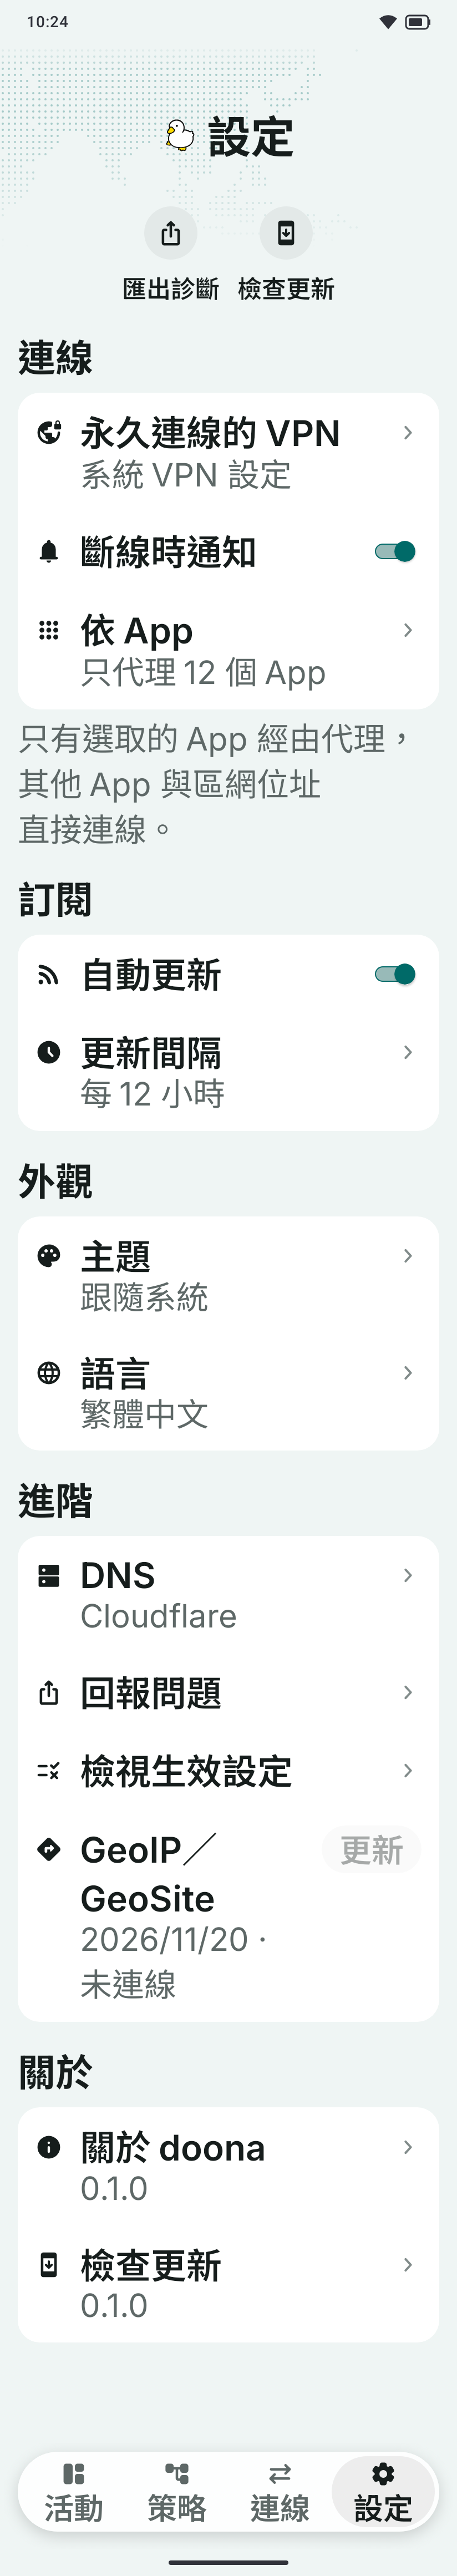 10:24
設定
匯出診斷 檢查更新
連線
永久連線的 VPN
系統 VPN 設定
斷線時通知
依 App
只代理 12 個 App
只有選取的 App 經由代理，
其他 App 與區網位址
直接連線。
訂閱
自動更新
更新間隔
每 12 小時
外觀
主題
跟隨系統
語言
繁體中文
進階
DNS
Cloudflare
回報問題
檢視生效設定
GeoIP／ 更新
GeoSite
2026/11/20 ·
未連線
關於
關於 doona
0.1.0
檢查更新
0.1.0
活動 策略 連線 設定